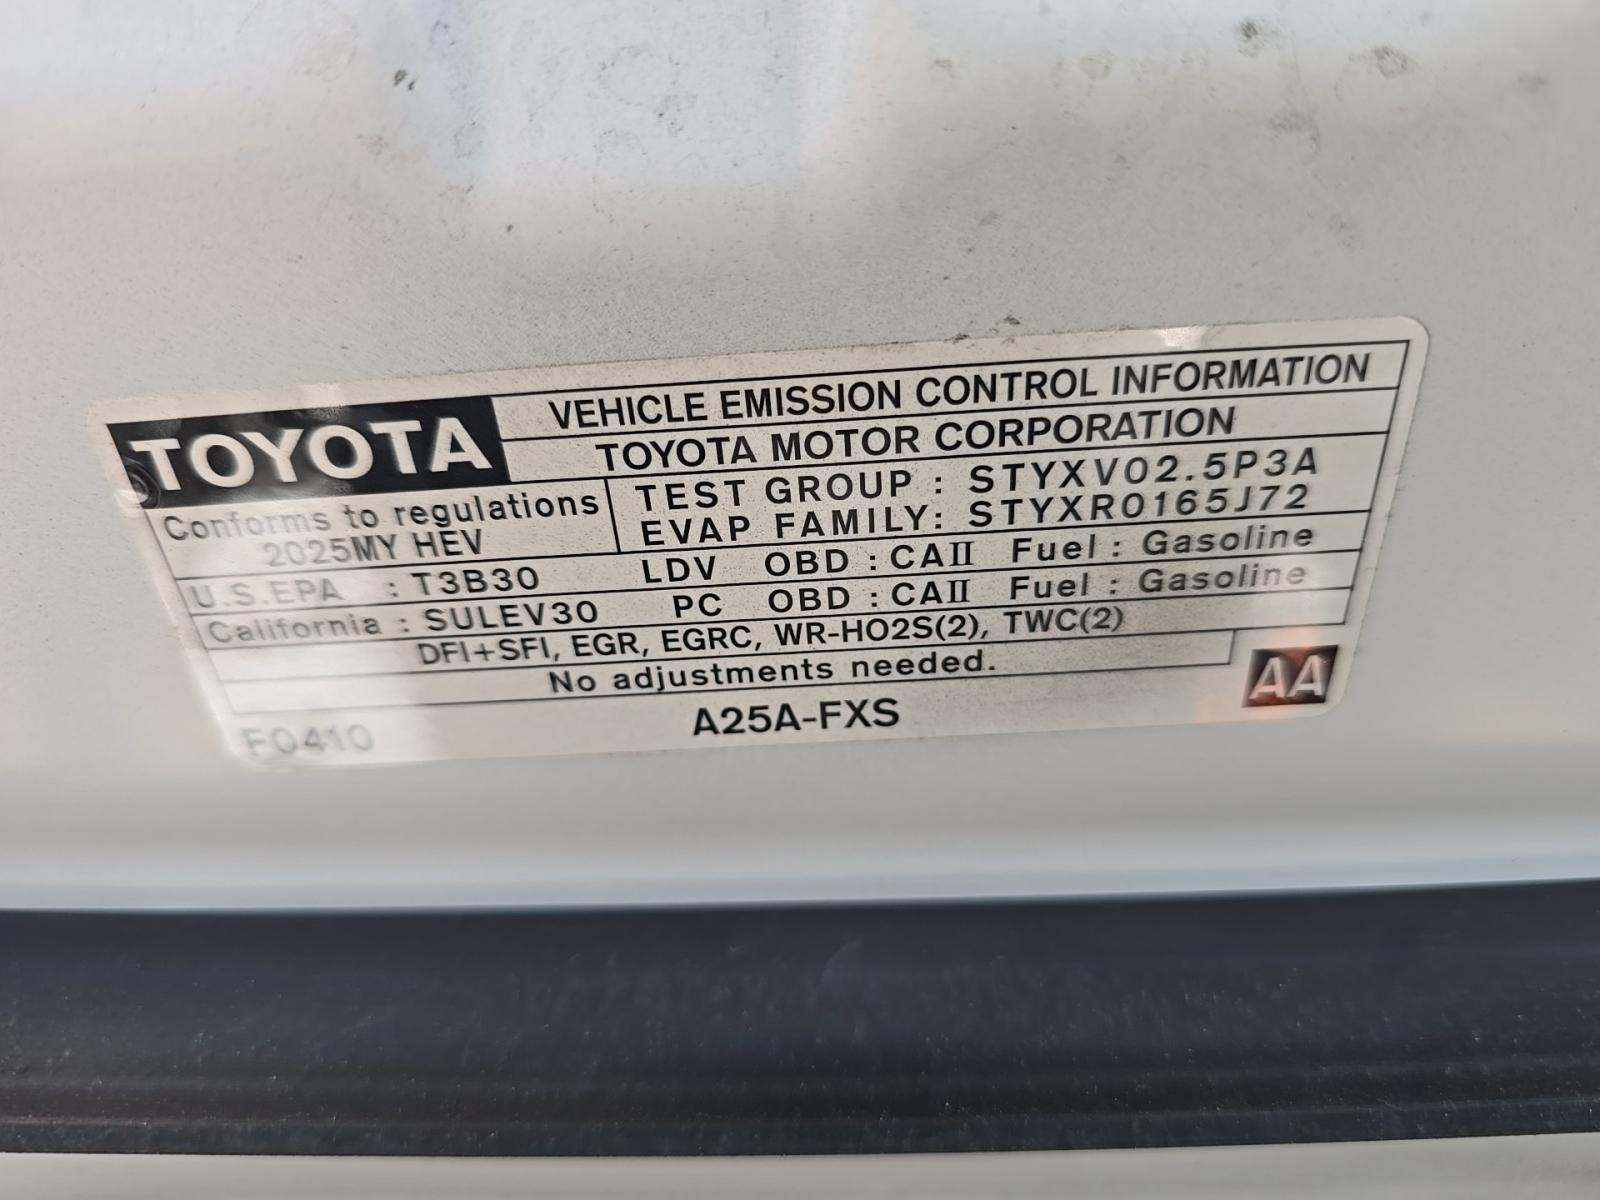 TOYOTA
VEHICLE EMISSION CONTROL INFORMATION
TOYOTA MOTOR CORPORATION
Conforms to regulations
2025MY HEV
TEST GROUP : STYXV02.5P3A
EVAP FAMILY: STYXR0165J72
U.S.EPA : T3B30 LDV OBD : CAII Fuel : Gasoline
California : SULEV30 PC OBD : CAII Fuel : Gasoline
DFI+SFI, EGR, EGRC, WR-HO2S(2), TWC(2)
No adjustments needed.
A25A-FXS
AA
F0410